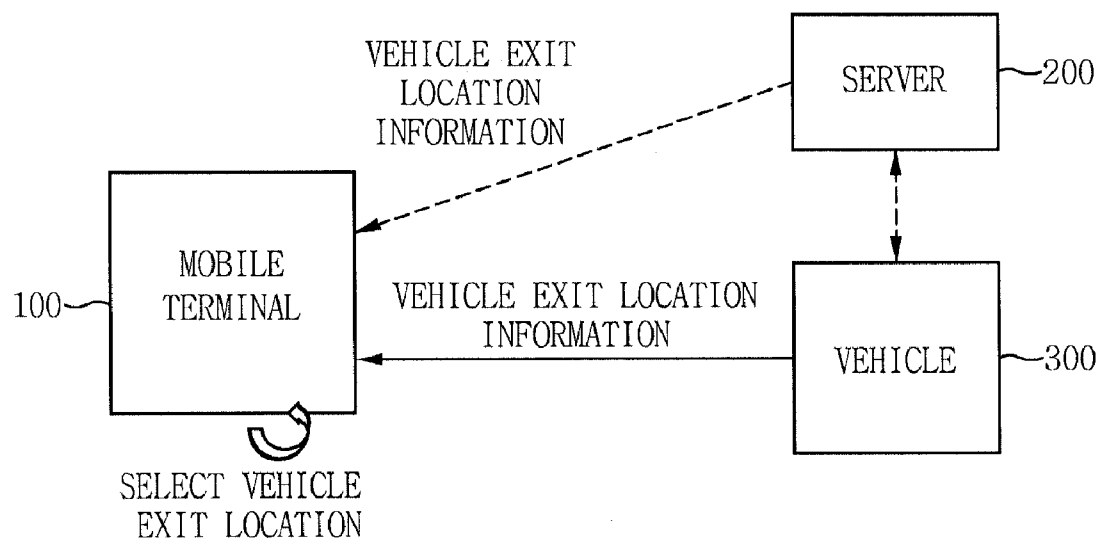 VEHICLE EXIT
LOCATION
INFORMATION
SERVER
200
MOBILE
TERMINAL
100
VEHICLE EXIT LOCATION
INFORMATION
VEHICLE
300
SELECT VEHICLE
EXIT LOCATION